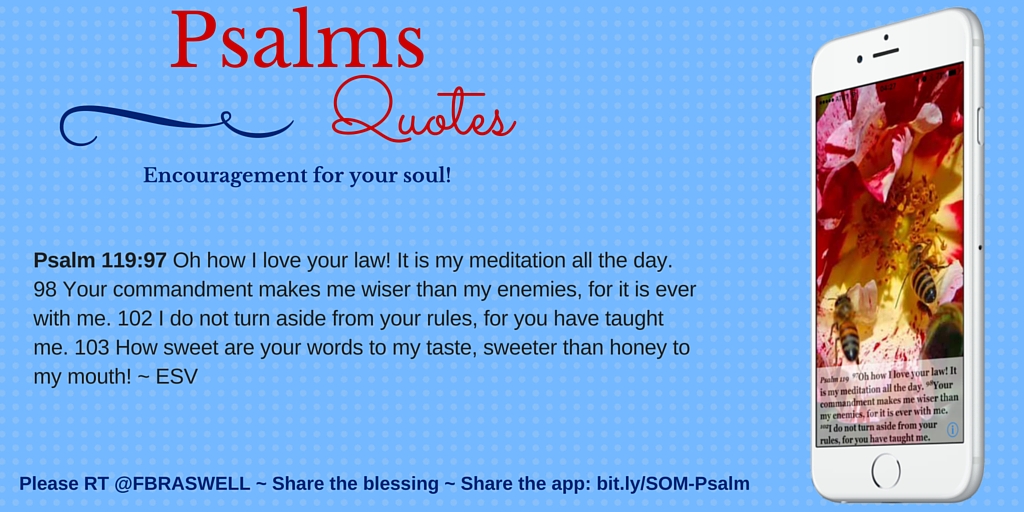 Psalms
Quotes
Encouragement for your soul!
Psalm 119:97 Oh how I love your law! It is my meditation all the day.
98 Your commandment makes me wiser than my enemies, for it is ever
with me. 102 I do not turn aside from your rules, for you have taught
me. 103 How sweet are your words to my taste, sweeter than honey to
my mouth! ~ ESV
Please RT @FBRASWELL ~ Share the blessing ~ Share the app: bit.ly/SOM-Psalm
Psalm 119 97Oh how I love your law! It
is my meditation all the day. 98Your
commandment makes me wiser than
my enemies, for it is ever with me.
102I do not turn aside from your
rules, for you have taught me.